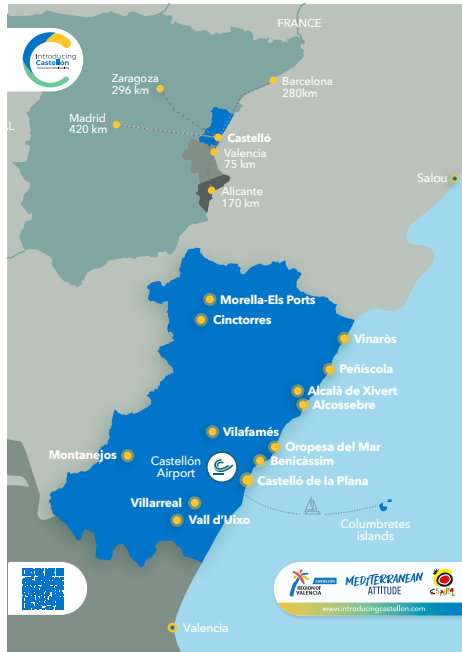 FRANCE
Introducing
Castellón
Zaragoza
296 km
Barcelona
280km
Madrid
420 km
AL
Castelló
Valencia
75 km
Salou
Alicante
170 km
Morella-Els Ports
Cinctorres
Vinaròs
Peñíscola
Alcalà de Xivert
Alcossebre
Vilafamés
Oropesa del Mar
Montanejos
Castellón
Airport
Benicàssim
Castelló de la Plana
Villarreal
Vall d'Uixo
Columbretes
islands
REGION OF
VALENCIA
CASTELLÓN
MEDITERRANEAN
ATTITUDE
ESPAÑA
www.introducingcastellon.com
Valencia